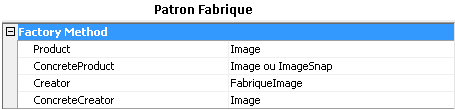 Patron Fabrique
Factory Method
Product Image
ConcreteProduct Image ou ImageSnap
Creator FabriqueImage
ConcreteCreator Image